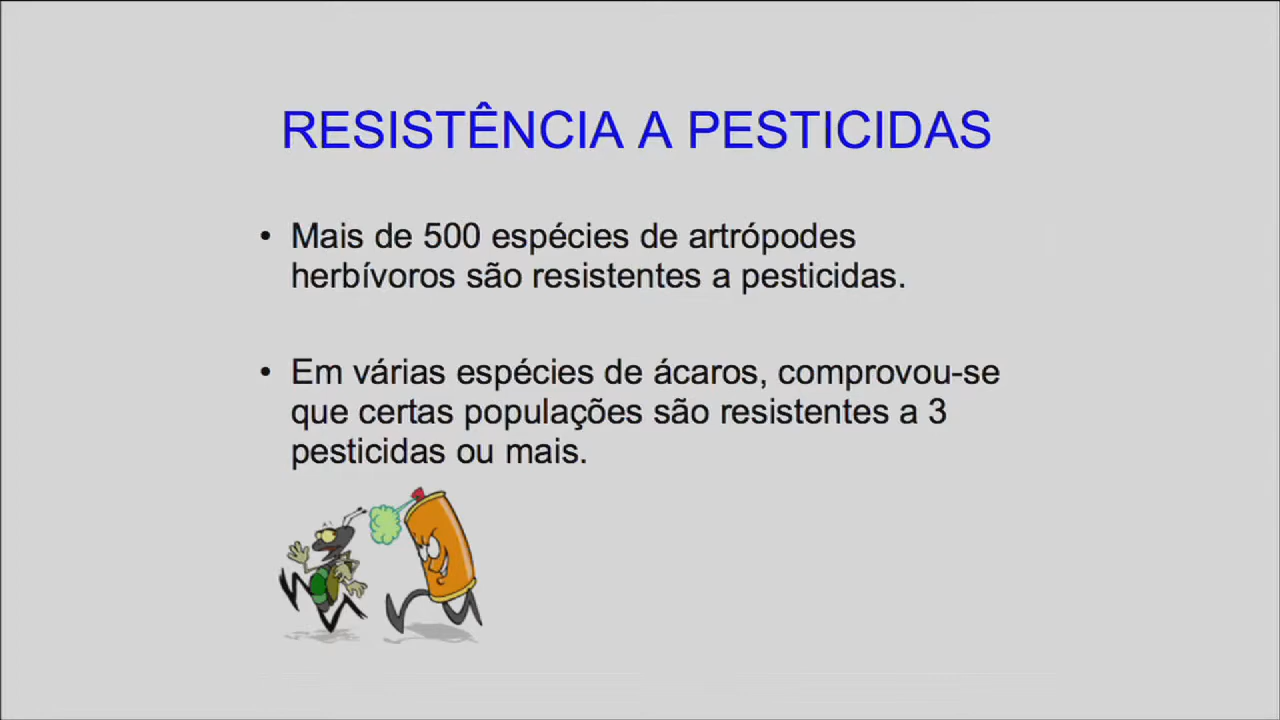 RESISTÊNCIA A PESTICIDAS
• Mais de 500 espécies de artrópodes
herbívoros são resistentes a pesticidas.
• Em várias espécies de ácaros, comprovou-se
que certas populações são resistentes a 3
pesticidas ou mais.